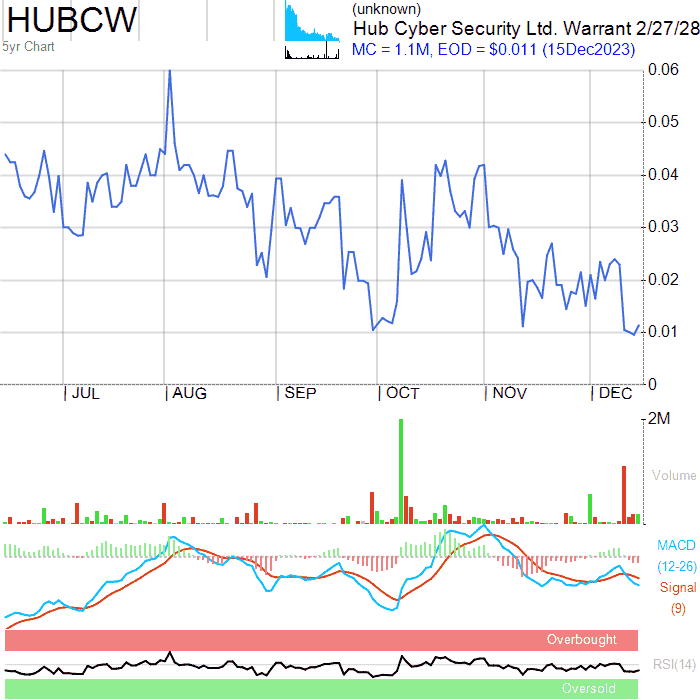 HUBCW
(unknown)
Hub Cyber Security Ltd. Warrant 2/27/28
5yr Chart
MC = 1.1M, EOD = $0.011 (15Dec2023)
0.06
0.05
0.04
0.03
0.02
0.01
0
JUL AUG SEP OCT NOV DEC
2M
Volume
MACD
(12-26)
Signal
(9)
Overbought
RSI(14)
Oversold